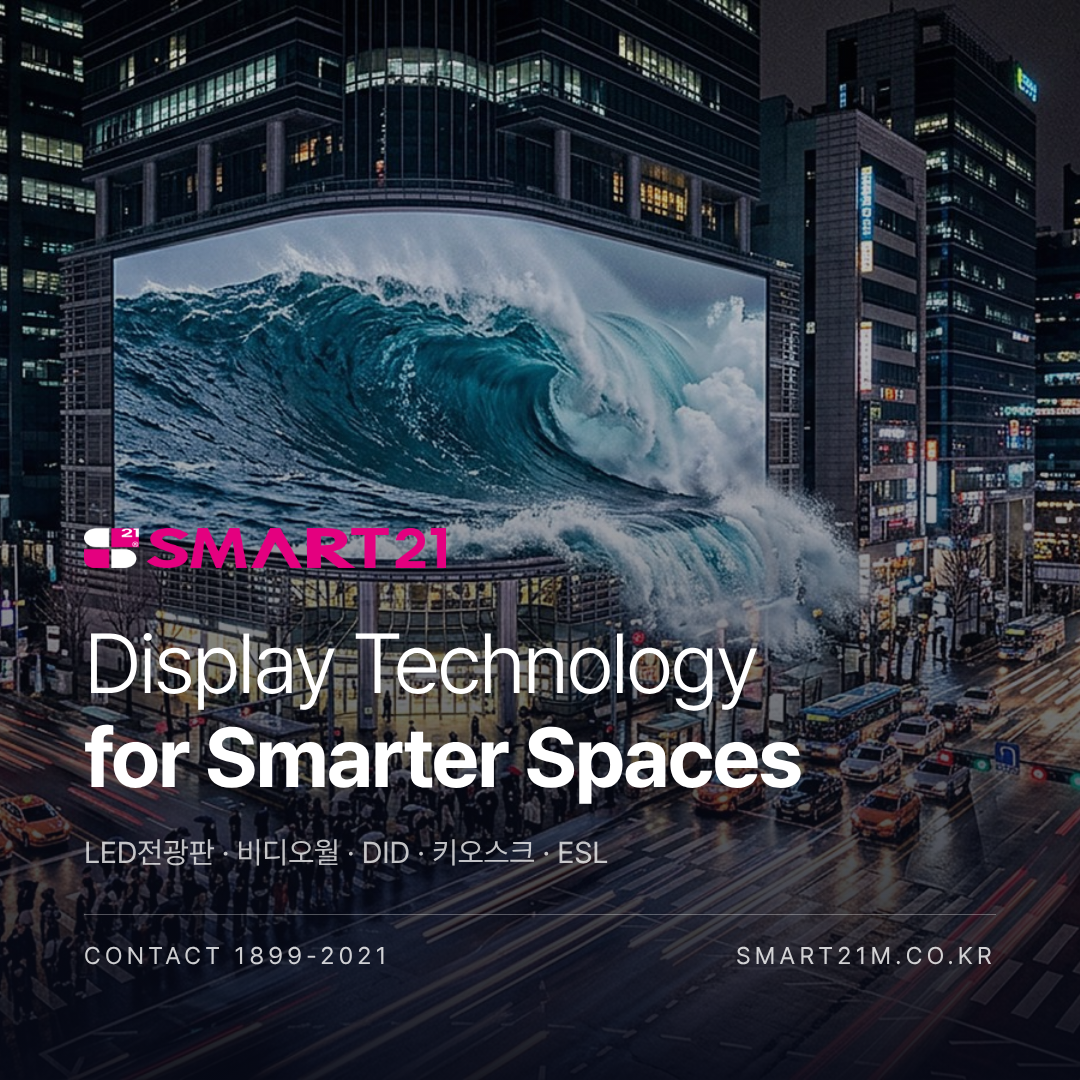 21
SMART21
Display Technology
for Smarter Spaces
LED전광판 · 비디오월 · DID · 키오스크 · ESL
CONTACT 1899-2021
SMART21M.CO.KR